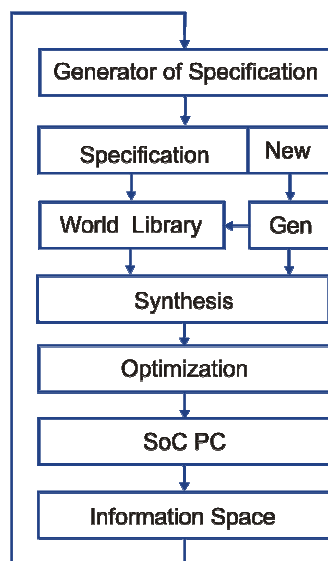 Generator of Specification
Specification New
World Library Gen
Synthesis
Optimization
SoC PC
Information Space